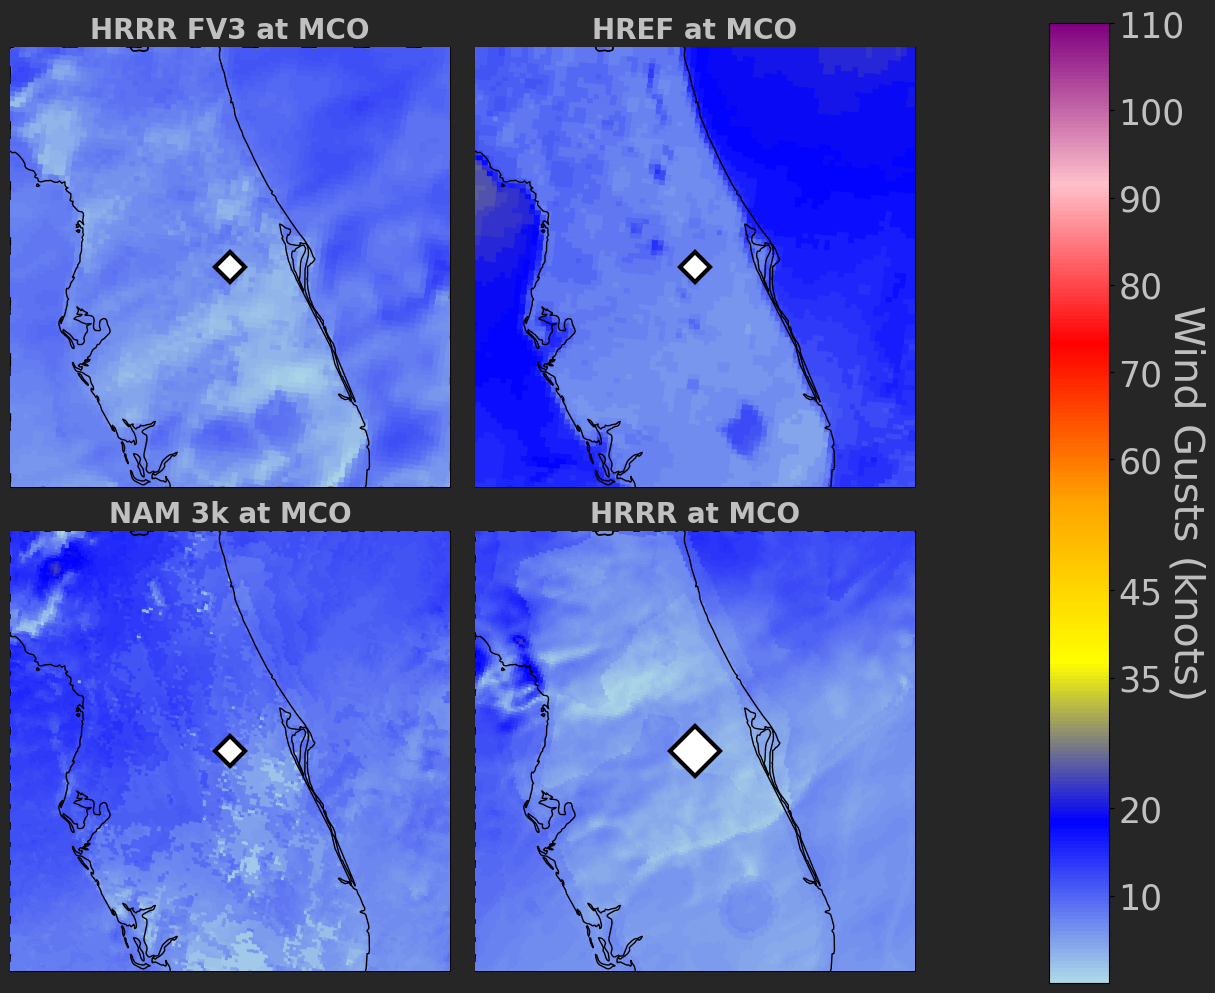 HRRR FV3 at MCO
HREF at MCO
NAM 3k at MCO
HRRR at MCO
110
100
90
80
70
60
45
35
20
10
Wind Gusts (knots)